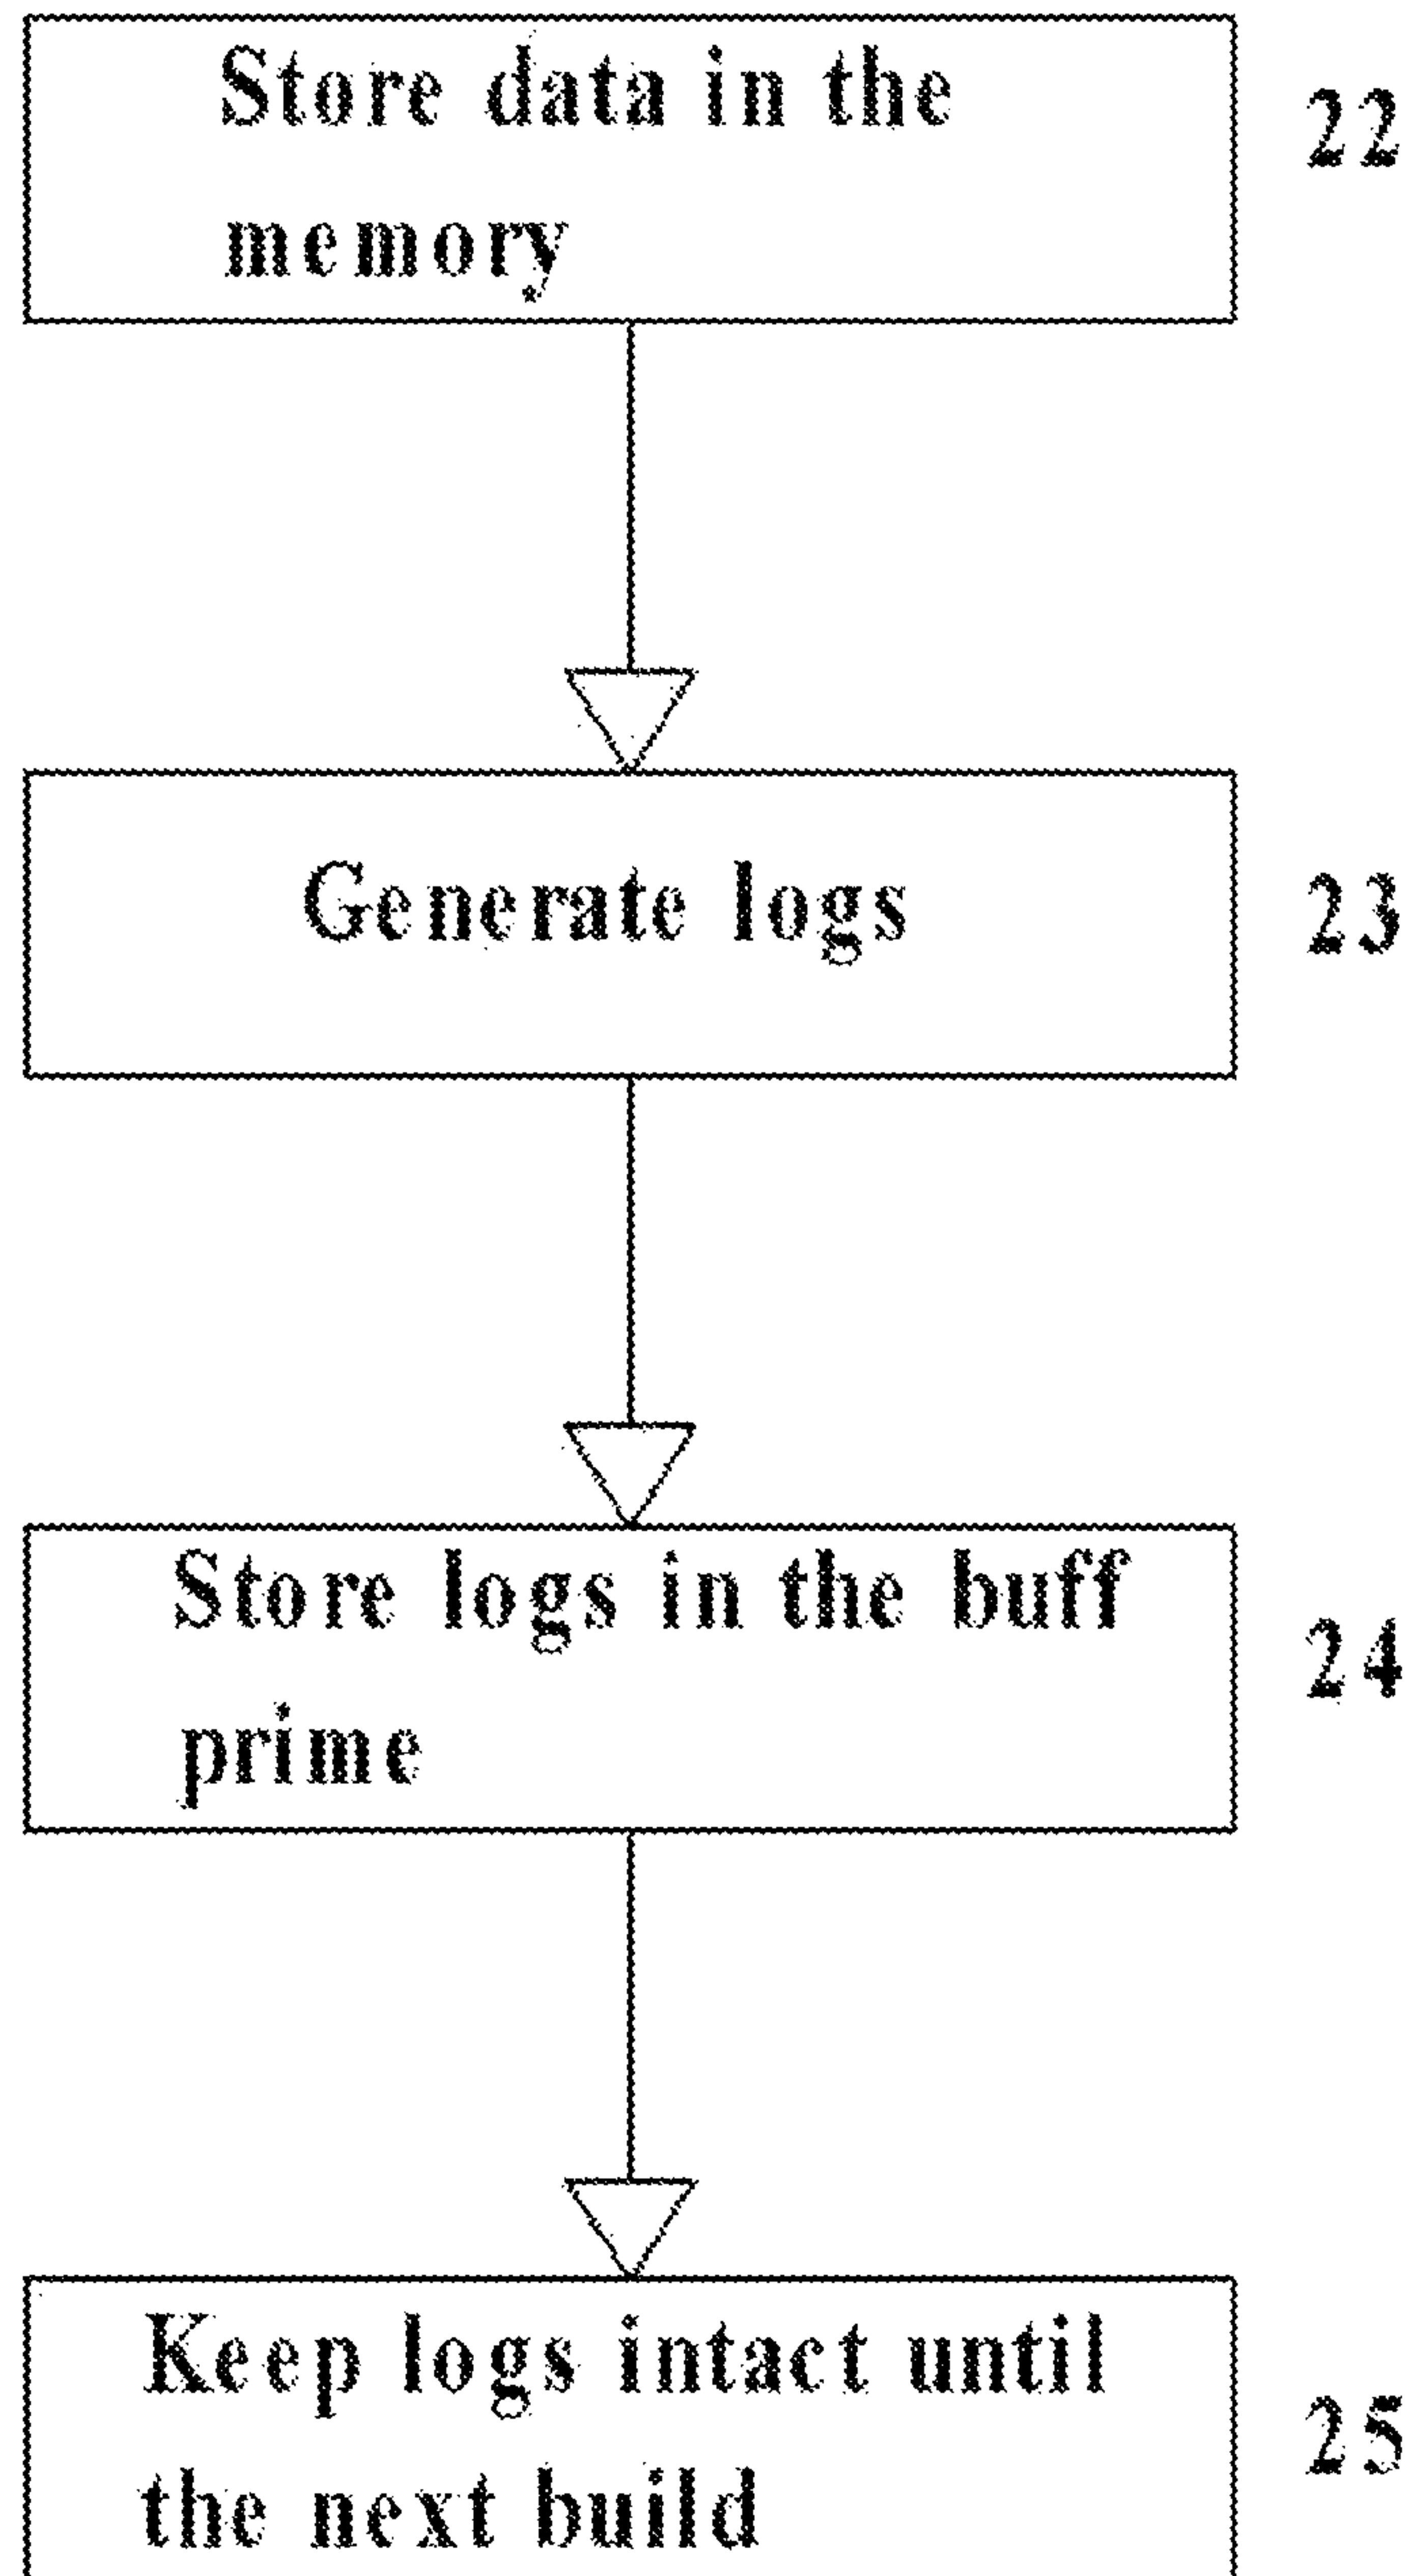 Store data in the
memory
22
Generate logs
23
Store logs in the buff
prime
24
Keep logs intact until
the next build
25